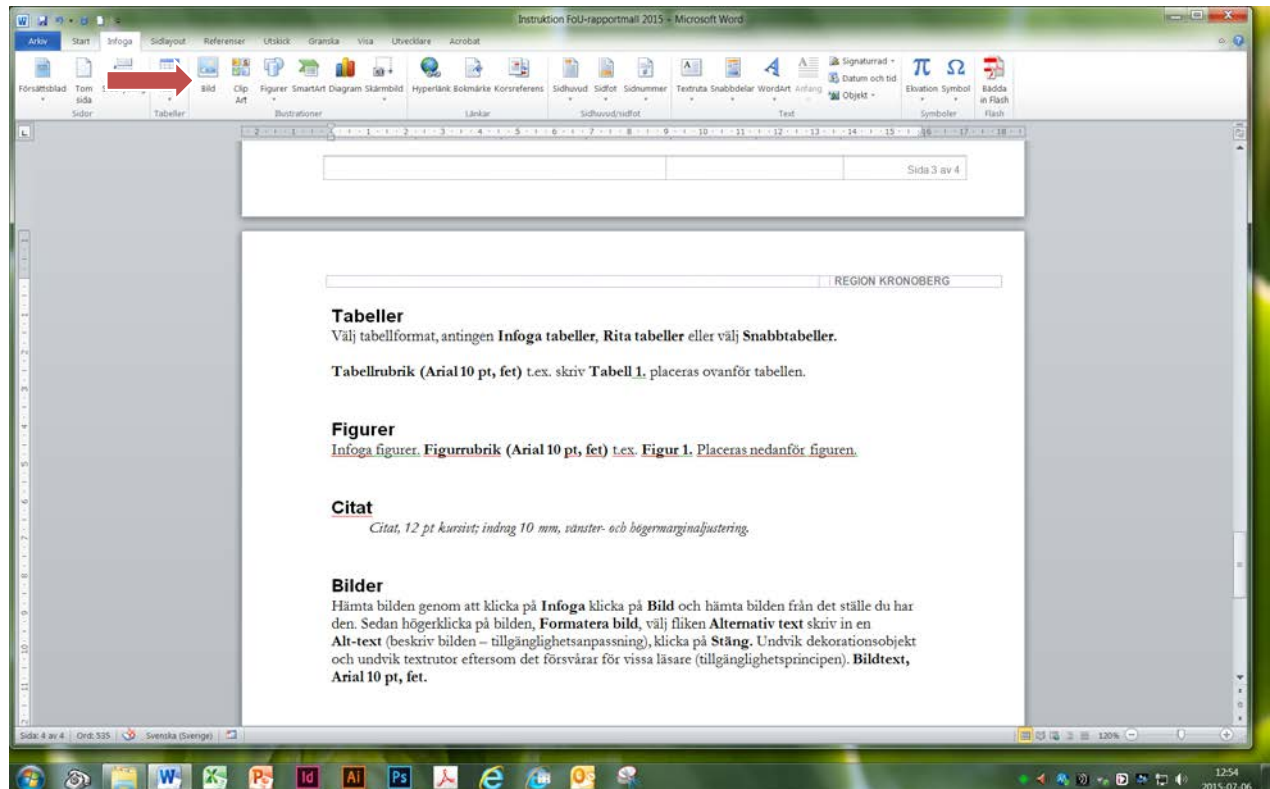 Instruktion FoU-rapportmall 2015 - Microsoft Word
Arkiv Start Infoga Sidlayout Referenser Utskick Granska Visa Utvecklare Acrobat
Försättsblad Tom sida Bild Clip Art Figurer SmartArt Diagram Skärmbild Hyperlänk Bokmärke Korsreferens Sidhuvud Sidfot Sidnummer Textruta Snabbdelar WordArt Anfang Signaturrad Datum och tid Objekt Ekvation Symbol Bädda in Flash
Sidor Tabeller Illustrationer Länkar Sidhuvud/sidfot Text Symboler Flash
Sida 3 av 4
REGION KRONOBERG
Tabeller
Välj tabellformat, antingen Infoga tabeller, Rita tabeller eller välj Snabbtabeller.
Tabellrubrik (Arial 10 pt, fet) t.ex. skriv Tabell 1. placeras ovanför tabellen.
Figurer
Infoga figurer. Figurrubrik (Arial 10 pt, fet) t.ex. Figur 1. Placeras nedanför figuren.
Citat
Citat, 12 pt kursivt; indrag 10 mm, vänster- och högermarginaljustering.
Bilder
Hämta bilden genom att klicka på Infoga klicka på Bild och hämta bilden från det ställe du har
den. Sedan högerklicka på bilden, Formatera bild, välj fliken Alternativ text skriv in en
Alt-text (beskriv bilden – tillgänglighetsanpassning), klicka på Stäng. Undvik dekorationsobjekt
och undvik textrutor eftersom det försvårar för vissa läsare (tillgänglighetsprincipen). Bildtext,
Arial 10 pt, fet.
Sida: 4 av 4 Ord: 535 Svenska (Sverige) 120%
12:54
2015-07-06